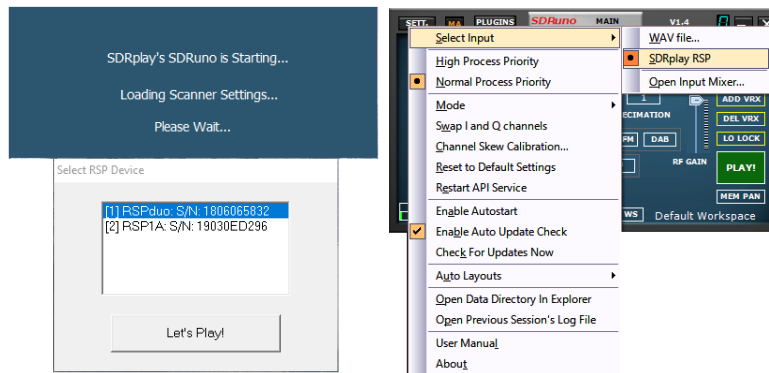 SDRplay's SDRuno is Starting...
Loading Scanner Settings...
Please Wait...
Select RSP Device
[1] RSPduo: S/N: 1806065832
[2] RSP1A: S/N: 19030ED296
Let's Play!
SETT. MA PLUGINS SDRuno MAIN V1.4
Select Input
High Process Priority
Normal Process Priority
Mode
Swap I and Q channels
Channel Skew Calibration...
Reset to Default Settings
Restart API Service
Enable Autostart
Enable Auto Update Check
Check For Updates Now
Auto Layouts
Open Data Directory In Explorer
Open Previous Session's Log File
User Manual
About
WAV file...
SDRplay RSP
Open Input Mixer...
1 ADD VRX
ECIMATION DEL VRX
FM DAB LO LOCK
RF GAIN PLAY!
MEM PAN
WS Default Workspace